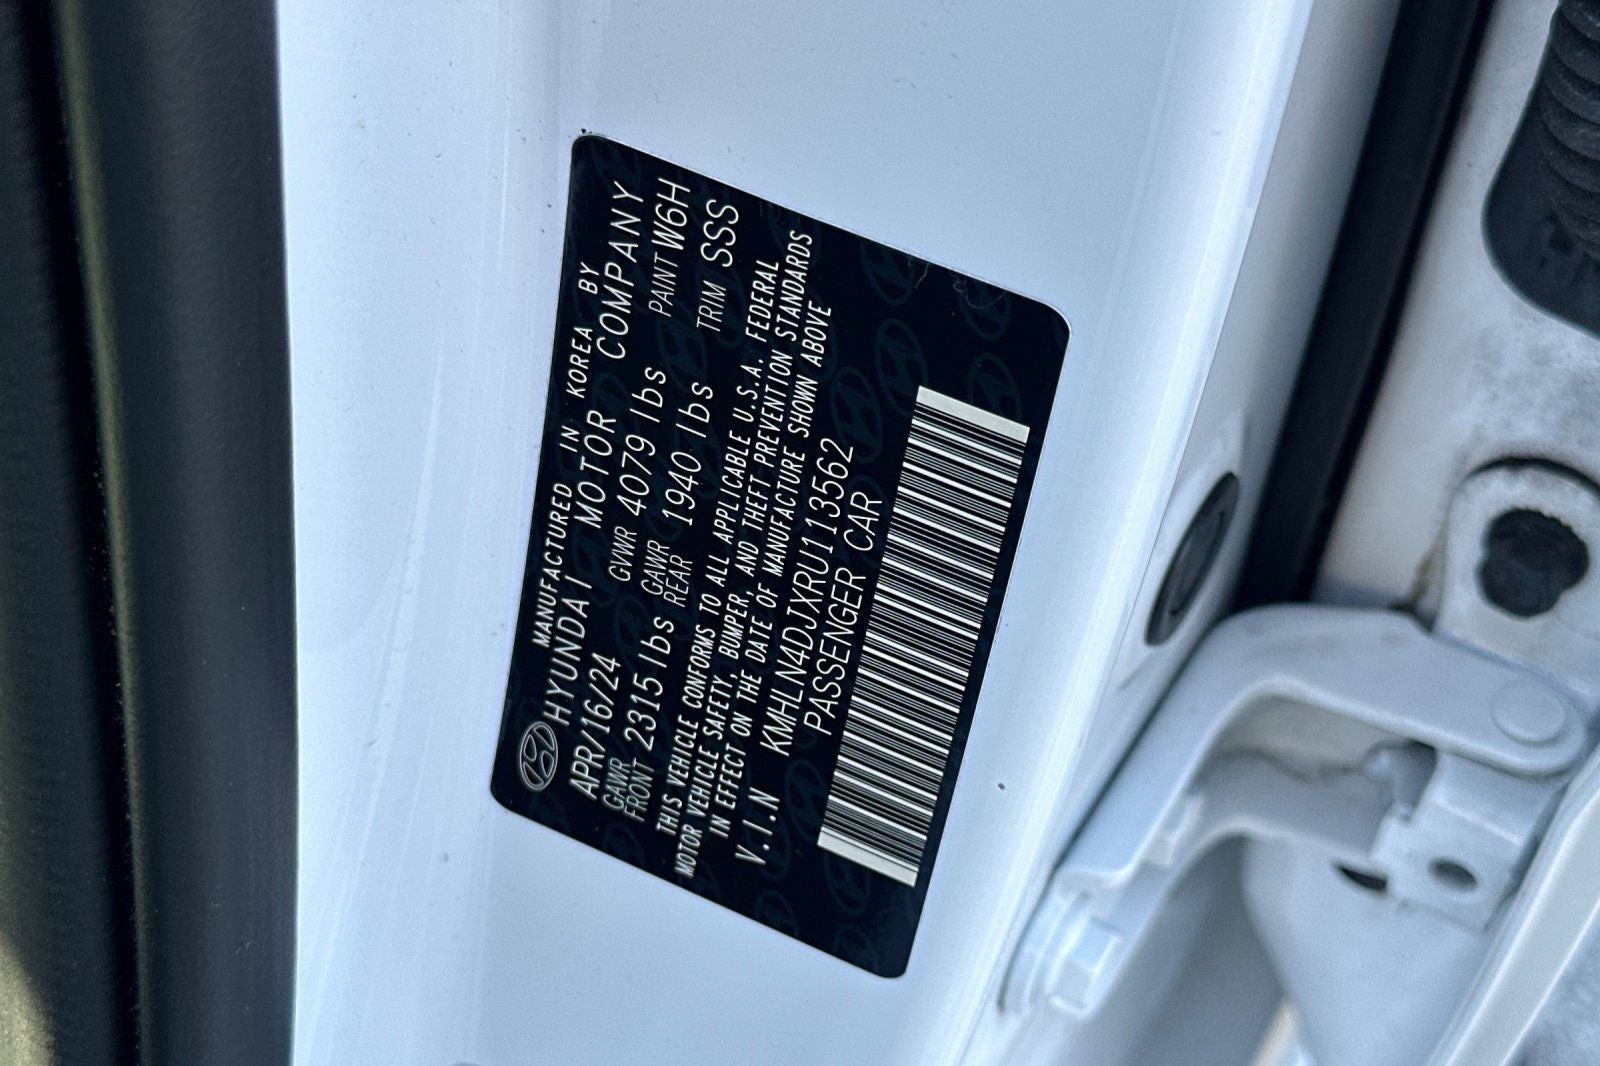 MANUFACTURED IN KOREA BY
HYUNDAI MOTOR COMPANY
APR/16/24 GVWR 4079 lbs PAINT W6H
GAWR FRONT 2315 lbs GAWR REAR 1940 lbs TRIM SSS
THIS VEHICLE CONFORMS TO ALL APPLICABLE U.S.A. FEDERAL
MOTOR VEHICLE SAFETY, BUMPER, AND THEFT PREVENTION STANDARDS
IN EFFECT ON THE DATE OF MANUFACTURE SHOWN ABOVE
V.I.N KMHLN4DJXRU113562
PASSENGER CAR